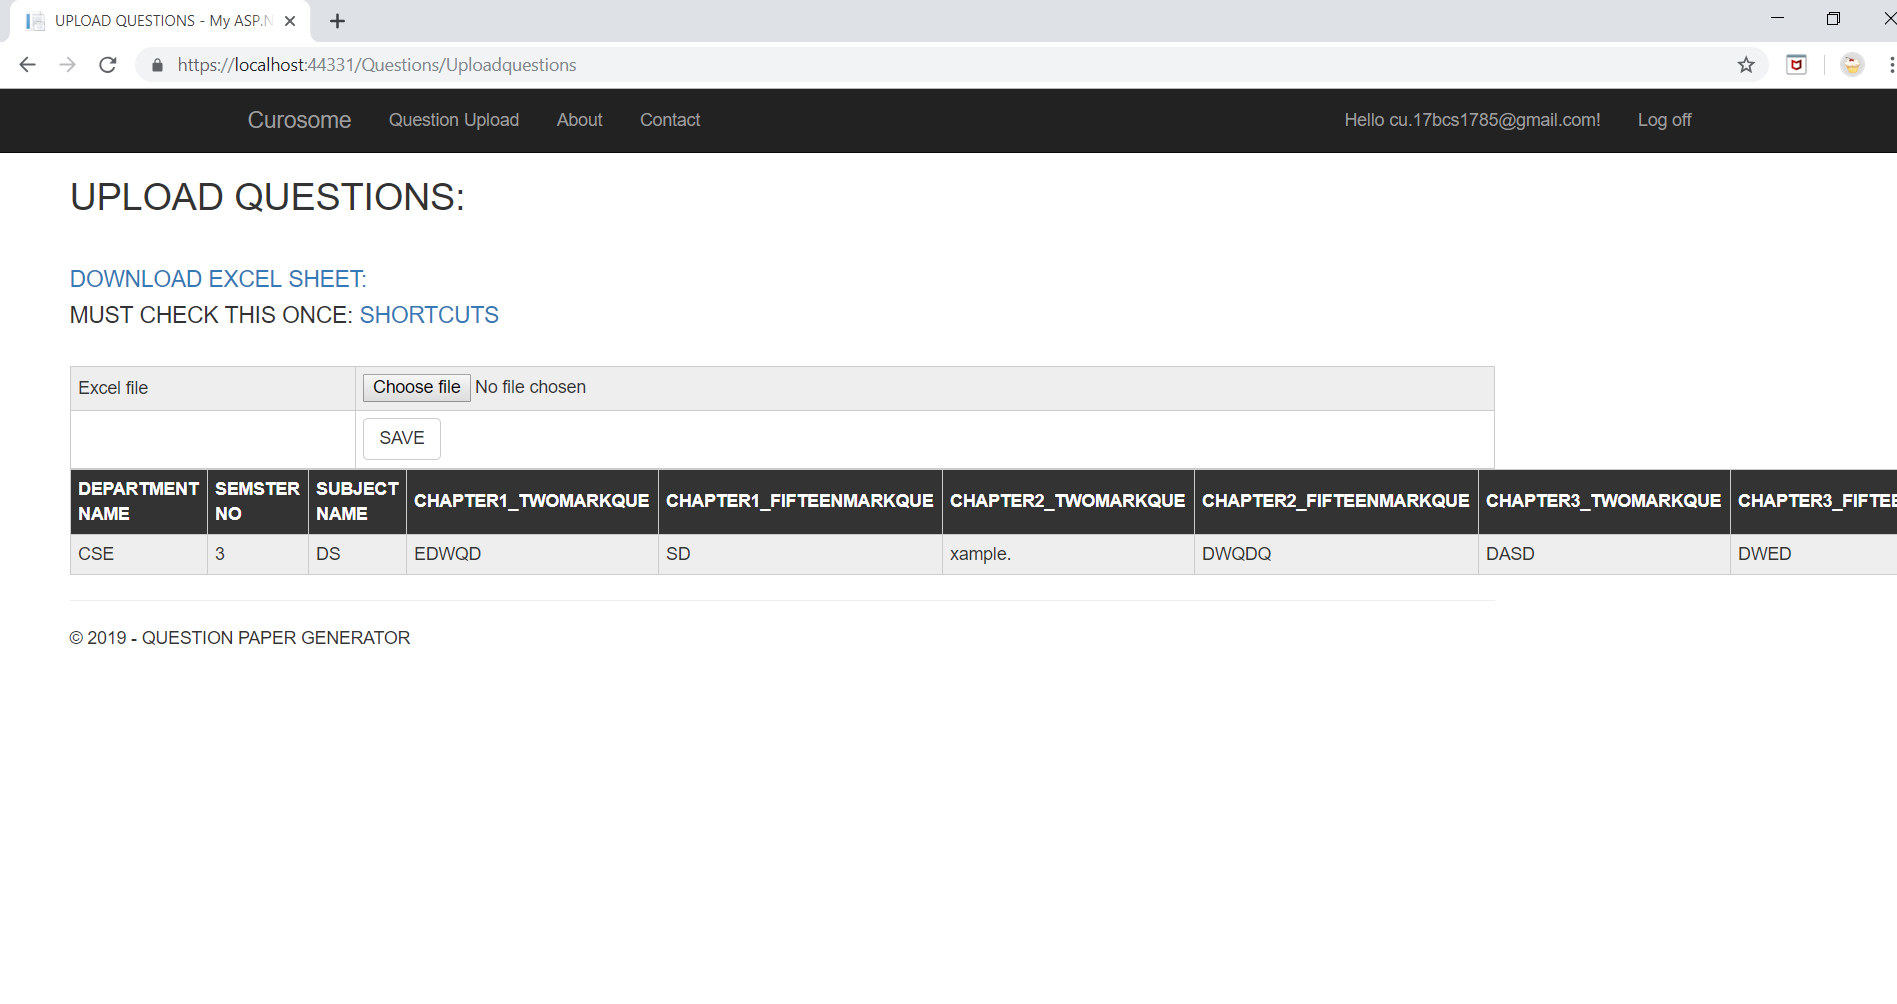 UPLOAD QUESTIONS - My ASP.N
https://localhost:44331/Questions/Uploadquestions
Curosome Question Upload About Contact Hello cu.17bcs1785@gmail.com! Log off
UPLOAD QUESTIONS:
DOWNLOAD EXCEL SHEET:
MUST CHECK THIS ONCE: SHORTCUTS
Excel file Choose file No file chosen
SAVE
DEPARTMENT NAME SEMSTER NO SUBJECT NAME CHAPTER1_TWOMARKQUE CHAPTER1_FIFTEENMARKQUE CHAPTER2_TWOMARKQUE CHAPTER2_FIFTEENMARKQUE CHAPTER3_TWOMARKQUE CHAPTER3_FIFTEE
CSE 3 DS EDWQD SD xample. DWQDQ DASD DWED
© 2019 - QUESTION PAPER GENERATOR